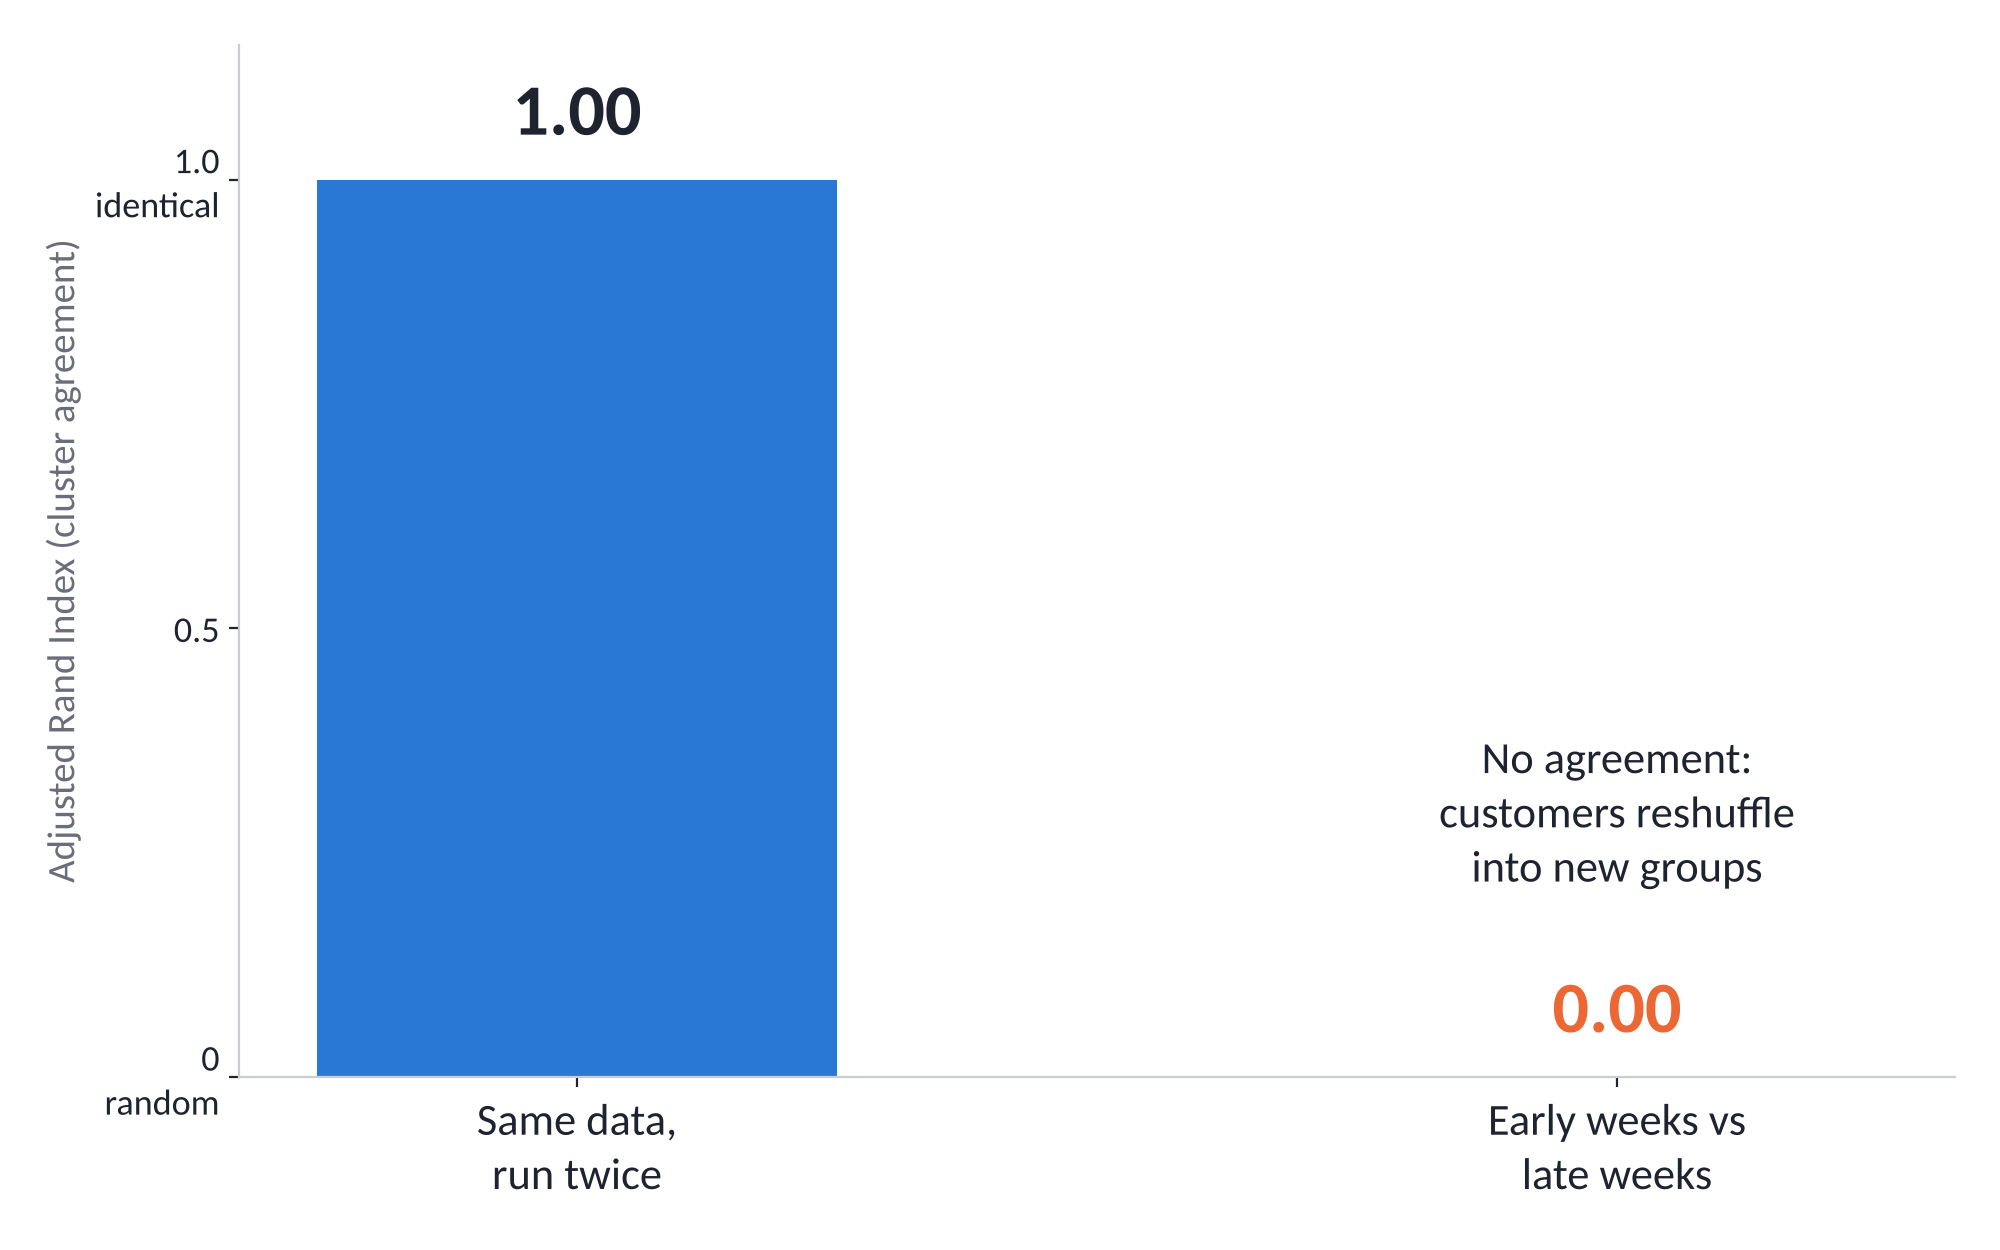 1.00
1.0
identical
Adjusted Rand Index (cluster agreement)
0.5
No agreement:
customers reshuffle
into new groups
0.00
0
random
Same data,
run twice
Early weeks vs
late weeks